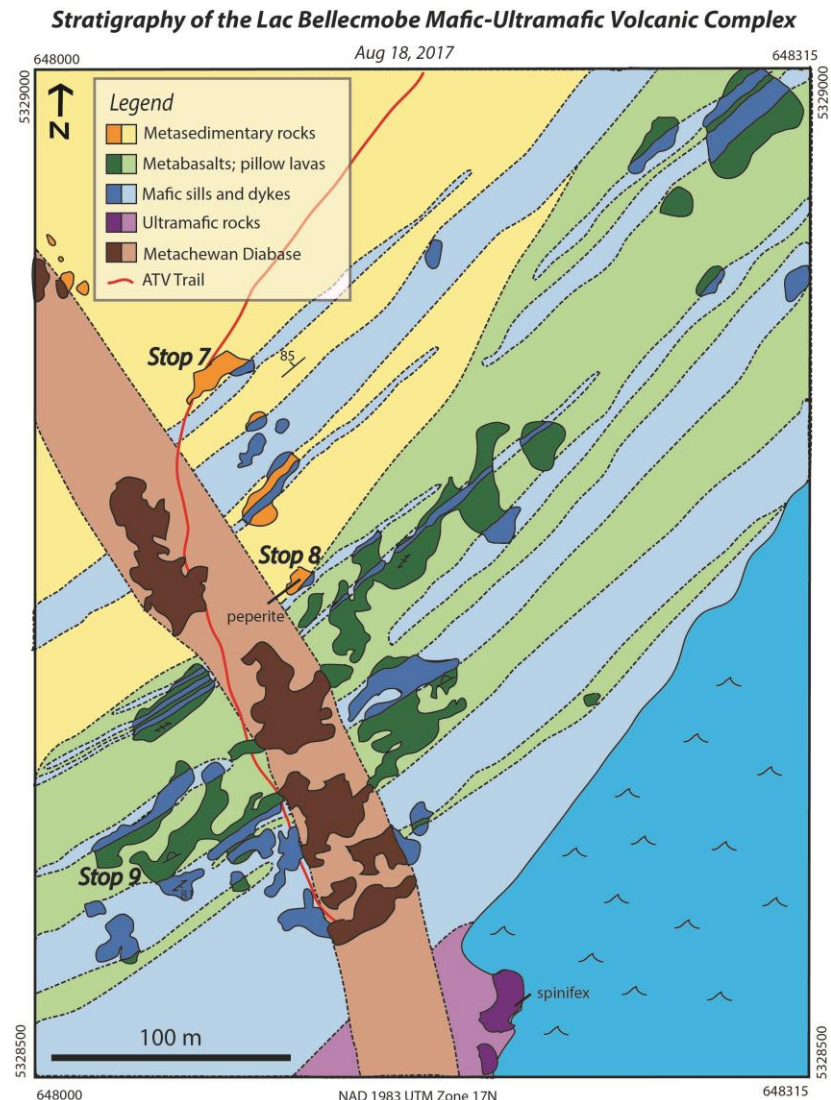 Stratigraphy of the Lac Bellecmobe Mafic-Ultramafic Volcanic Complex
Aug 18, 2017
648000
648315
5329000
5329000
N
Legend
Metasedimentary rocks
Metabasalts; pillow lavas
Mafic sills and dykes
Ultramafic rocks
Metachewan Diabase
ATV Trail
Stop 7
85
Stop 8
peperite
Stop 9
spinifex
100 m
5328500
5328500
648000
NAD 1983 UTM Zone 17N
648315